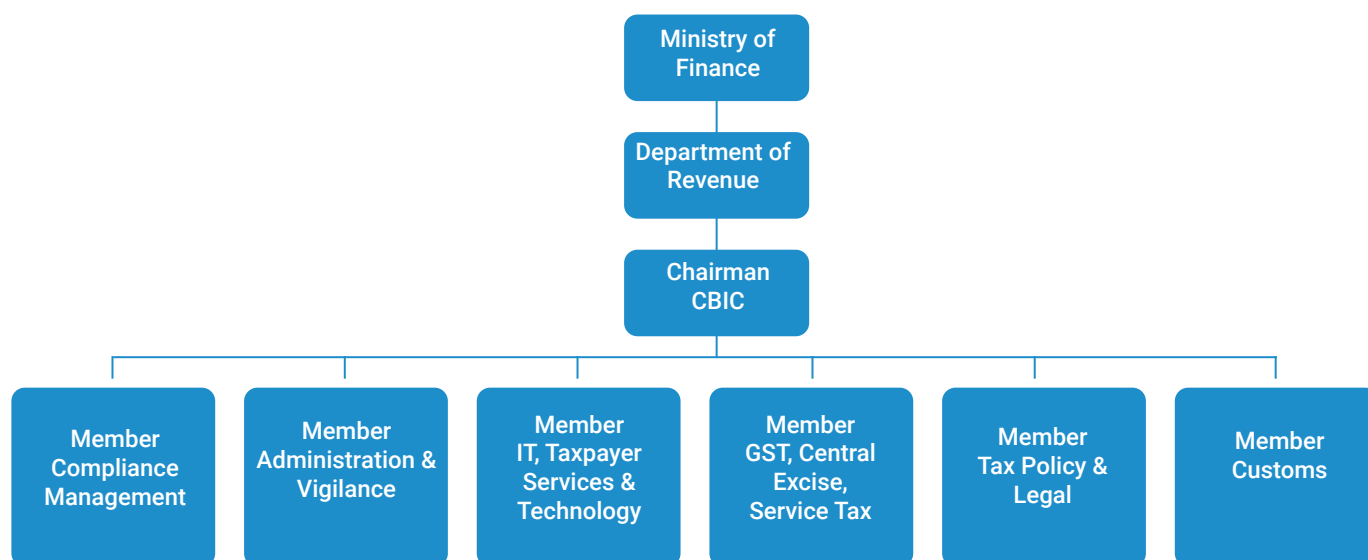 Ministry of
Finance
Department of
Revenue
Chairman
CBIC
Member
Compliance
Management
Member
Administration &
Vigilance
Member
IT, Taxpayer
Services &
Technology
Member
GST, Central
Excise,
Service Tax
Member
Tax Policy &
Legal
Member
Customs